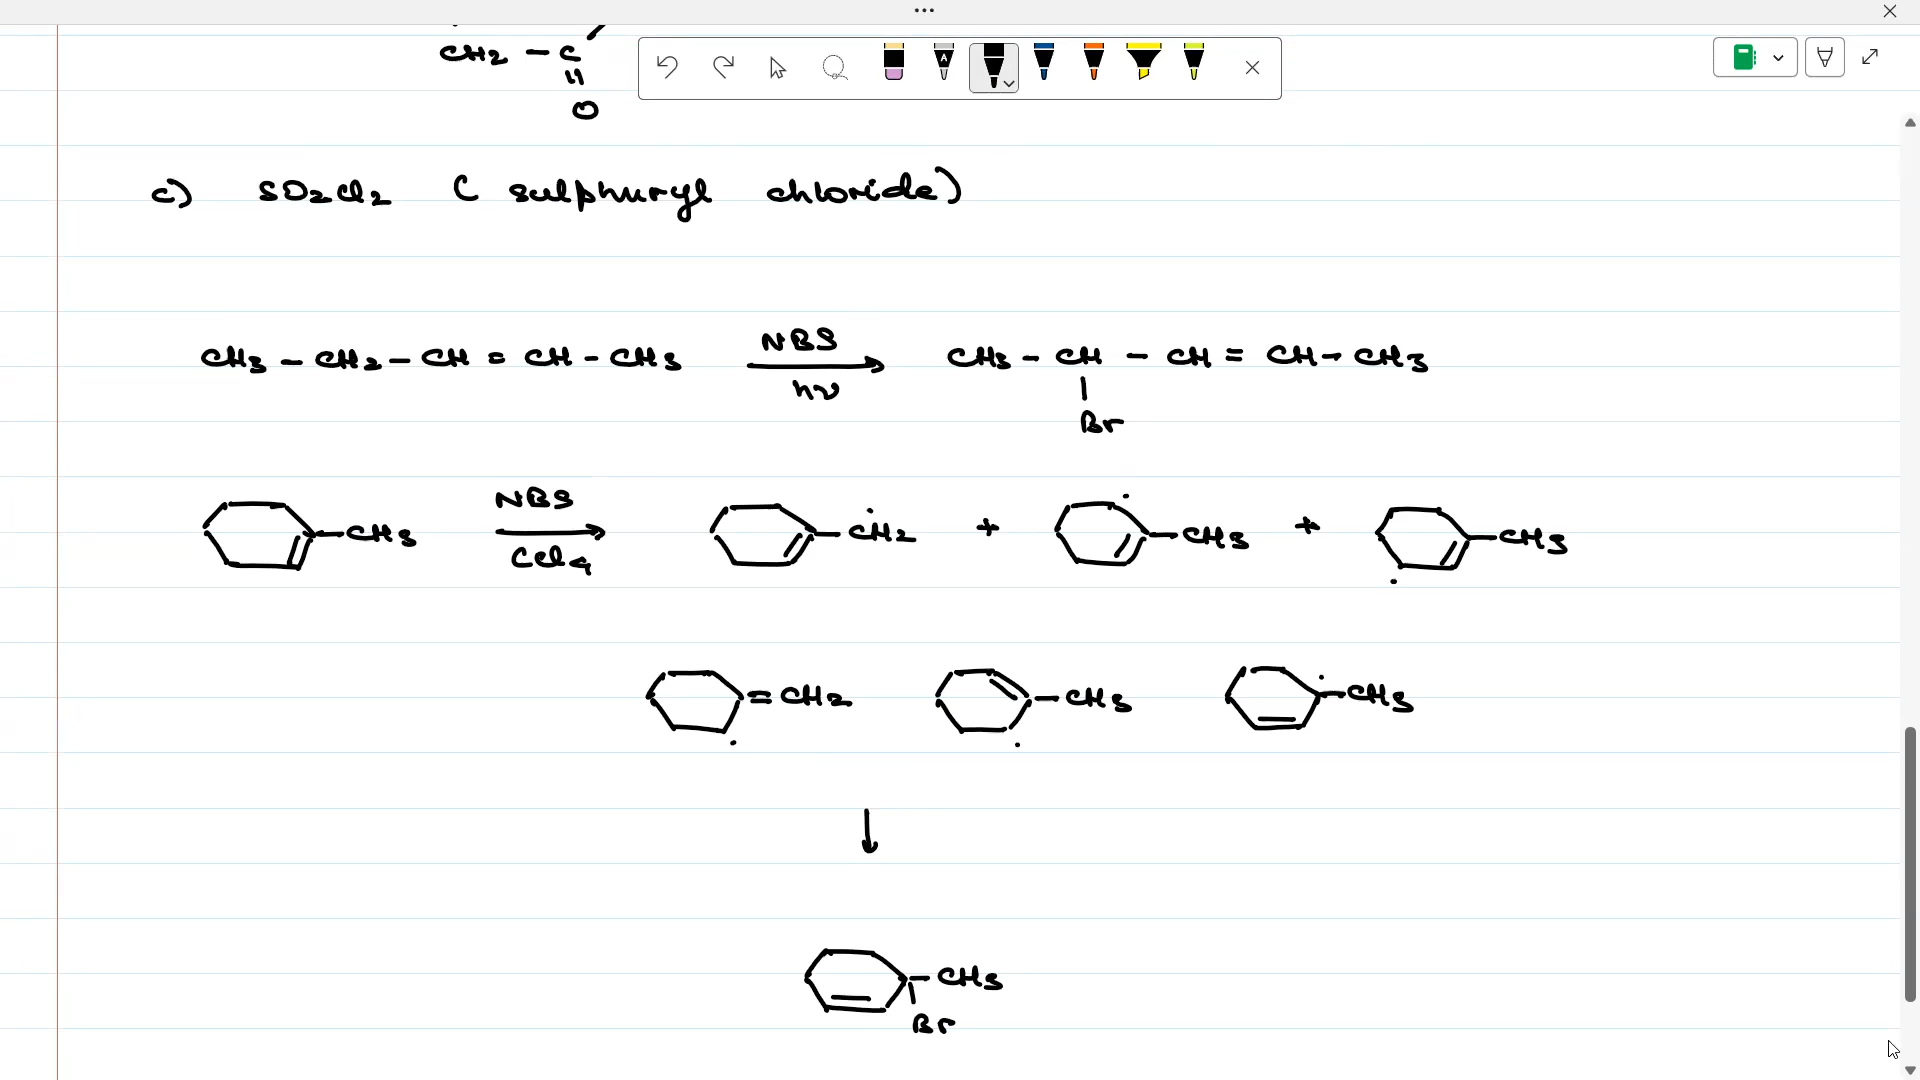 CH2 - C
O
c) SO2Cl2 ( sulphuryl chloride)
CH3 - CH2 - CH = CH - CH3 NBS hν CH3 - CH - CH = CH - CH3
Br
CH3 NBS CCl4 ĊH2 + CH3 + CH3
= CH2 - CH3 - CH3
- CH3
Br